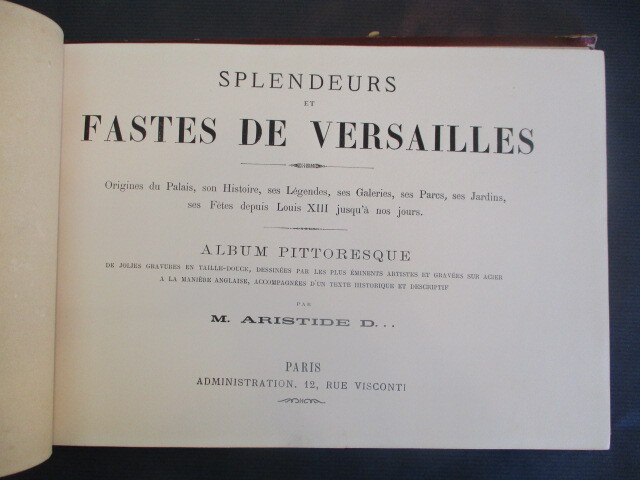 SPLENDEURS
ET
FASTES DE VERSAILLES
Origines du Palais, son Histoire, ses Légendes, ses Galeries, ses Parcs, ses Jardins,
ses Fêtes depuis Louis XIII jusqu'à nos jours.
ALBUM PITTORESQUE
DE JOLIES GRAVURES EN TAILLE-DOUCE, DESSINÉES PAR LES PLUS ÉMINENTS ARTISTES ET GRAVÉES SUR ACIER
A LA MANIÈRE ANGLAISE, ACCOMPAGNÉES D'UN TEXTE HISTORIQUE ET DESCRIPTIF
PAR
M. ARISTIDE D...
PARIS
ADMINISTRATION, 12, RUE VISCONTI